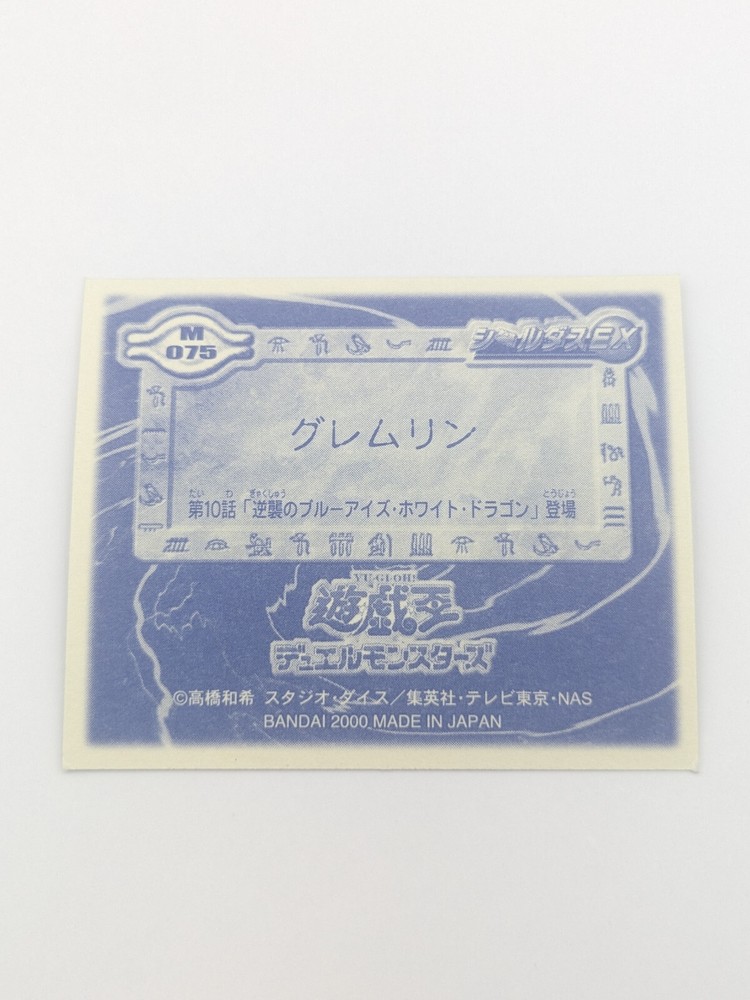 M
075
シールダスEX
グレムリン
だい わ ぎゃくしゅう とうじょう
第10話「逆襲のブルーアイズ・ホワイト・ドラゴン」登場
YU-GI-OH!
遊戯王
デュエルモンスターズ
©高橋和希 スタジオ・ダイス／集英社・テレビ東京・NAS
BANDAI 2000 MADE IN JAPAN